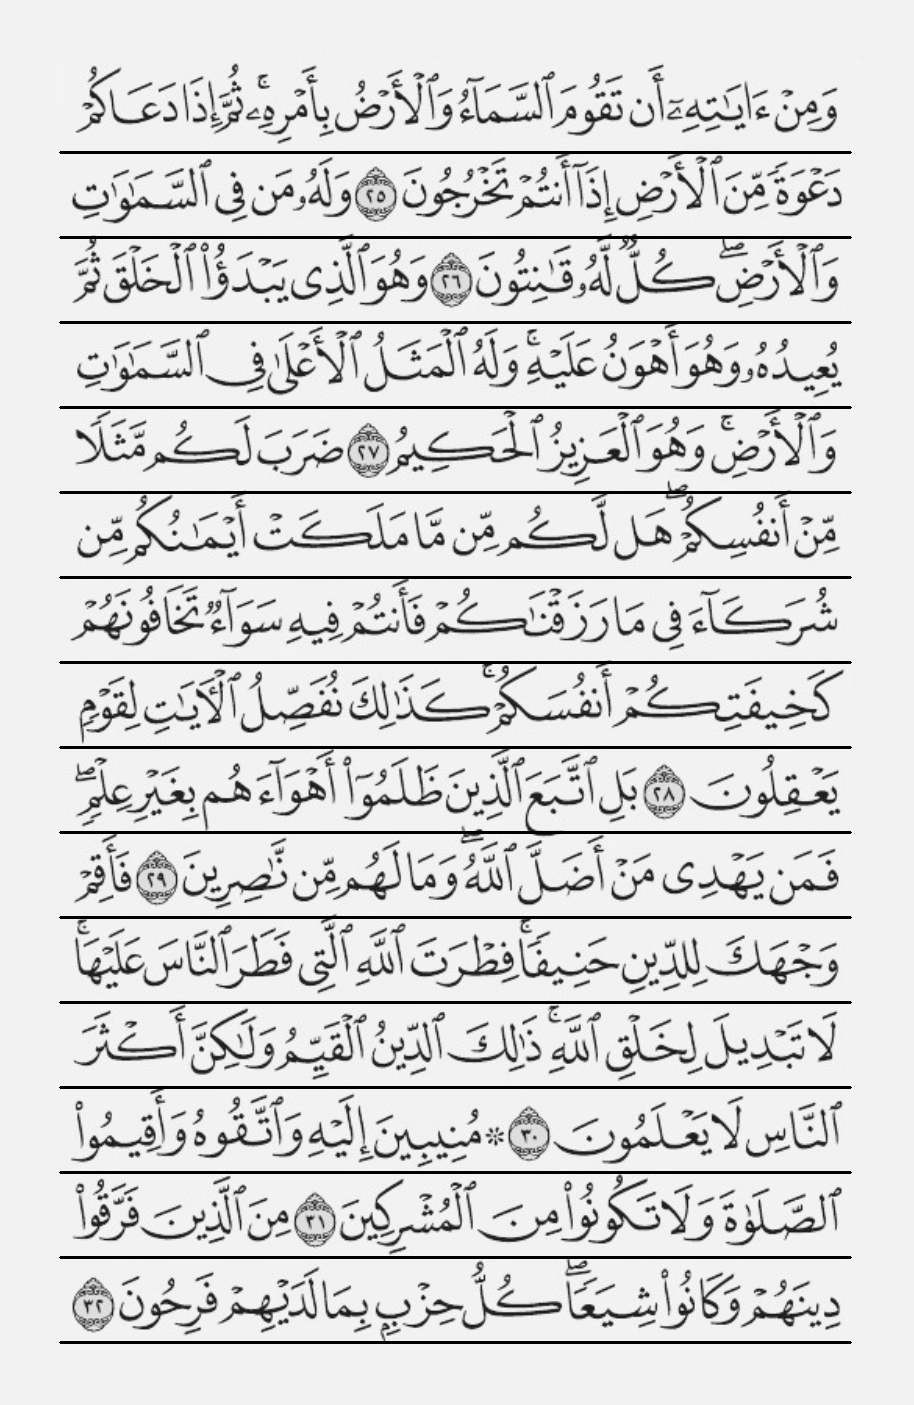 وَمِنْ ءَايَـٰتِهِۦٓ أَن تَقُومَ ٱلسَّمَآءُ وَٱلْأَرْضُ بِأَمْرِهِۦ ۚ ثُمَّ إِذَا دَعَاكُمْ
دَعْوَةً مِّنَ ٱلْأَرْضِ إِذَآ أَنتُمْ تَخْرُجُونَ ٢٥ وَلَهُۥ مَن فِى ٱلسَّمَـٰوَٰتِ
وَٱلْأَرْضِ ۖ كُلٌّ لَّهُۥ قَـٰنِتُونَ ٢٦ وَهُوَ ٱلَّذِى يَبْدَؤُا۟ ٱلْخَلْقَ ثُمَّ
يُعِيدُهُۥ وَهُوَ أَهْوَنُ عَلَيْهِ ۚ وَلَهُ ٱلْمَثَلُ ٱلْأَعْلَىٰ فِى ٱلسَّمَـٰوَٰتِ
وَٱلْأَرْضِ ۚ وَهُوَ ٱلْعَزِيزُ ٱلْحَكِيمُ ٢٧ ضَرَبَ لَكُم مَّثَلًا
مِّنْ أَنفُسِكُمْ ۖ هَل لَّكُم مِّن مَّا مَلَكَتْ أَيْمَـٰنُكُم مِّن
شُرَكَآءَ فِى مَا رَزَقْنَـٰكُمْ فَأَنتُمْ فِيهِ سَوَآءٌ تَخَافُونَهُمْ
كَخِيفَتِكُمْ أَنفُسَكُمْ ۚ كَذَٰلِكَ نُفَصِّلُ ٱلْـَٔايَـٰتِ لِقَوْمٍ
يَعْقِلُونَ ٢٨ بَلِ ٱتَّبَعَ ٱلَّذِينَ ظَلَمُوٓا۟ أَهْوَآءَهُم بِغَيْرِ عِلْمٍ ۖ
فَمَن يَهْدِى مَنْ أَضَلَّ ٱللَّهُ ۖ وَمَا لَهُم مِّن نَّـٰصِرِينَ ٢٩ فَأَقِمْ
وَجْهَكَ لِلدِّينِ حَنِيفًا ۚ فِطْرَتَ ٱللَّهِ ٱلَّتِى فَطَرَ ٱلنَّاسَ عَلَيْهَا ۚ
لَا تَبْدِيلَ لِخَلْقِ ٱللَّهِ ۚ ذَٰلِكَ ٱلدِّينُ ٱلْقَيِّمُ وَلَـٰكِنَّ أَكْثَرَ
ٱلنَّاسِ لَا يَعْلَمُونَ ٣٠ ۞ مُنِيبِينَ إِلَيْهِ وَٱتَّقُوهُ وَأَقِيمُوا۟
ٱلصَّلَوٰةَ وَلَا تَكُونُوا۟ مِنَ ٱلْمُشْرِكِينَ ٣١ مِنَ ٱلَّذِينَ فَرَّقُوا۟
دِينَهُمْ وَكَانُوا۟ شِيَعًا ۖ كُلُّ حِزْبٍۭ بِمَا لَدَيْهِمْ فَرِحُونَ ٣٢